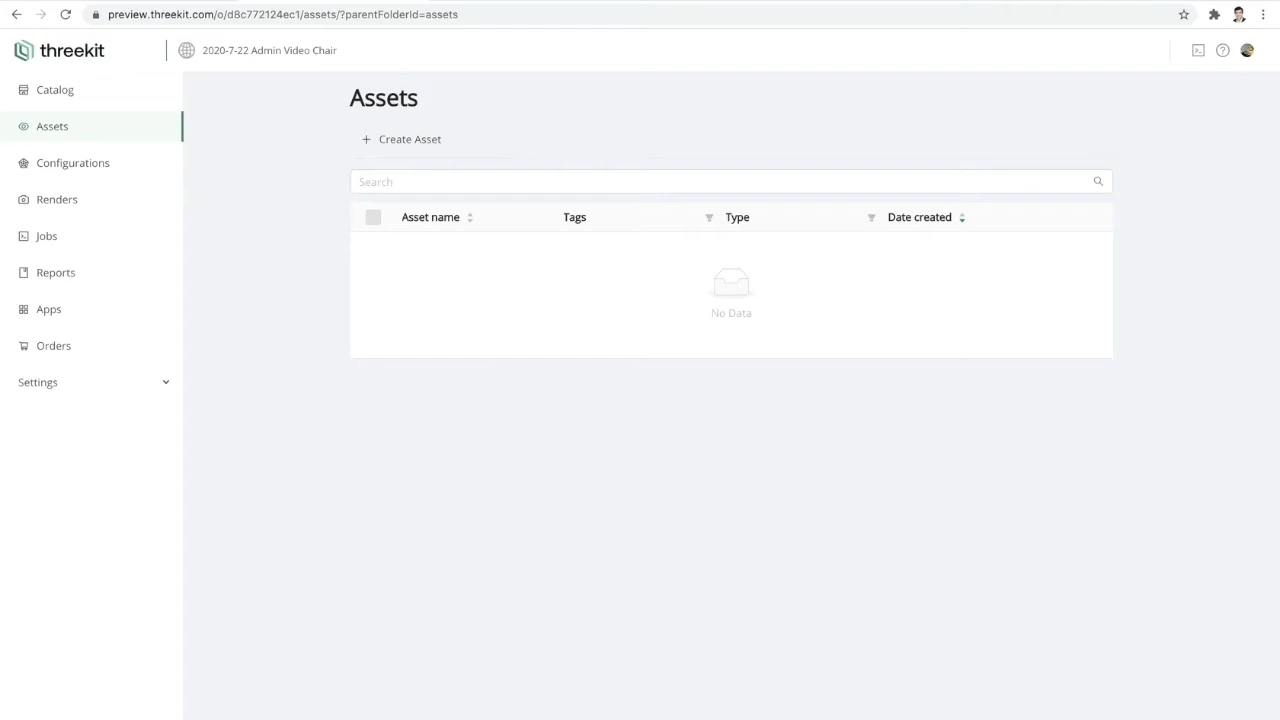 preview.threekit.com/o/d8c772124ec1/assets/?parentFolderId=assets
threekit
2020-7-22 Admin Video Chair
Catalog
Assets
Configurations
Renders
Jobs
Reports
Apps
Orders
Settings
Assets
+ Create Asset
Search
Asset name Tags Type Date created
No Data